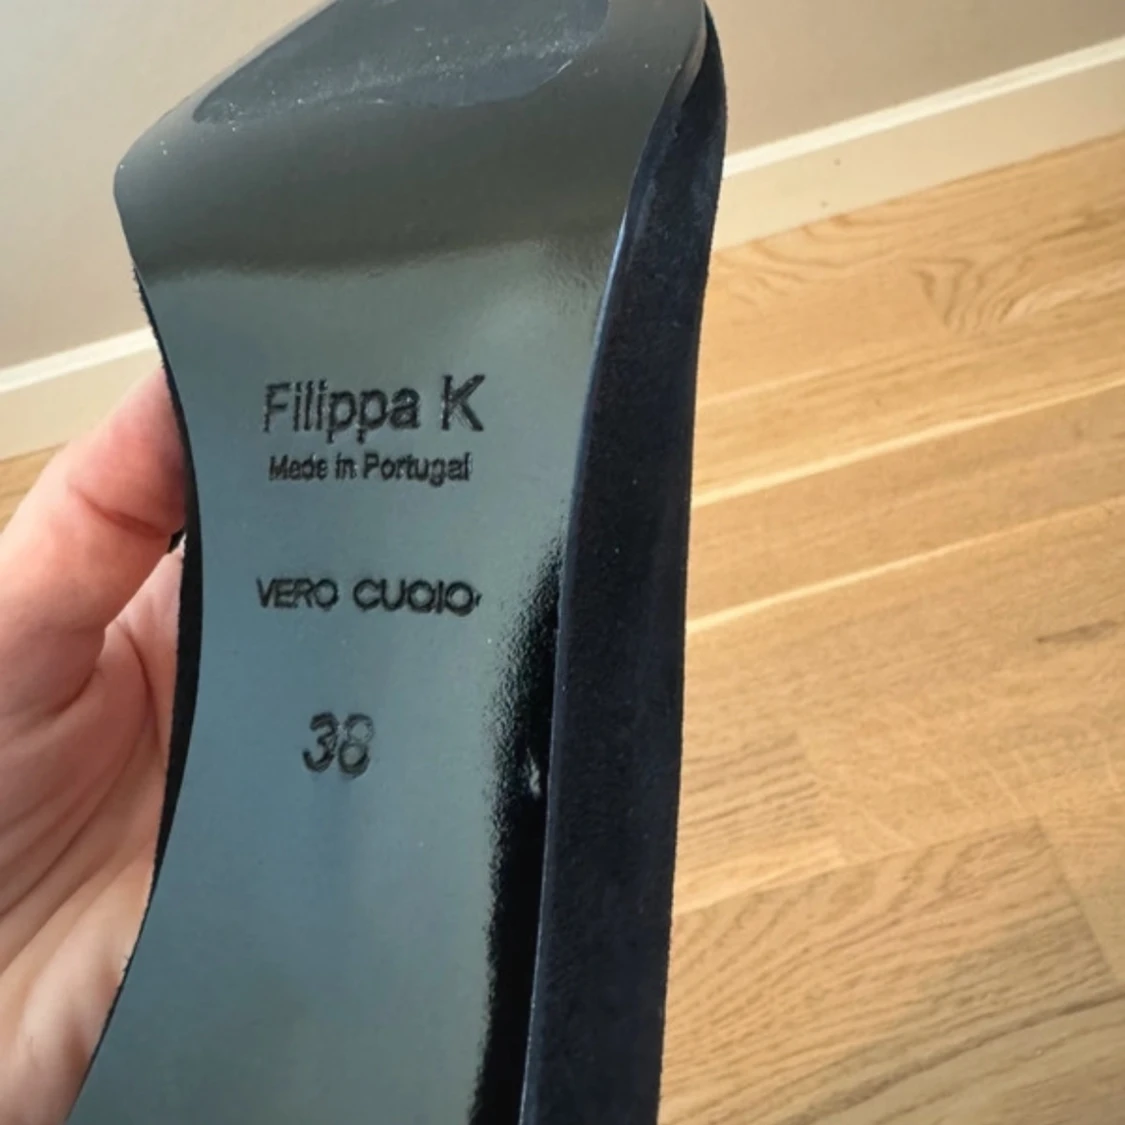 Filippa K
Made in Portugal
VERO CUOIO
38